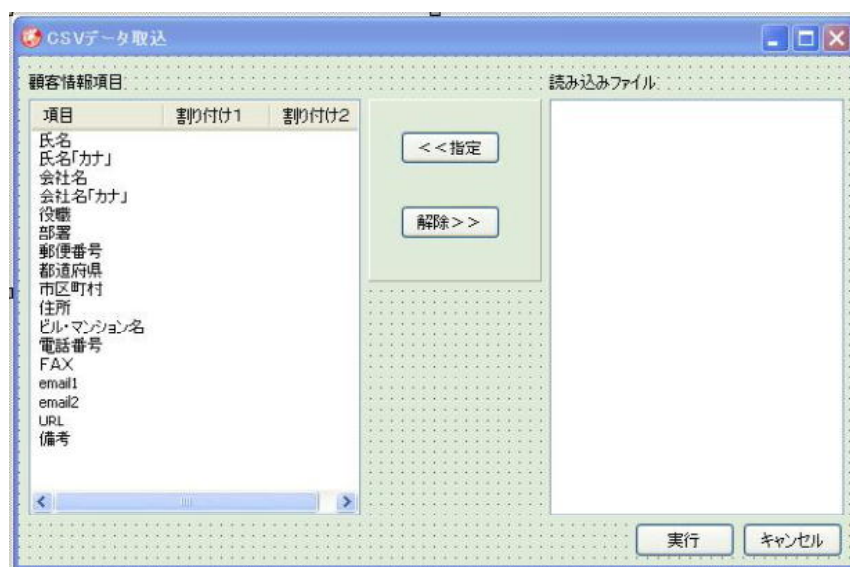 CSVデータ取込
顧客情報項目
読み込みファイル
項目 割り付け1 割り付け2
氏名
氏名「カナ」
会社名
会社名「カナ」
役職
部署
郵便番号
都道府県
市区町村
住所
ビル・マンション名
電話番号
FAX
email1
email2
URL
備考
<<指定
解除>>
実行 キャンセル